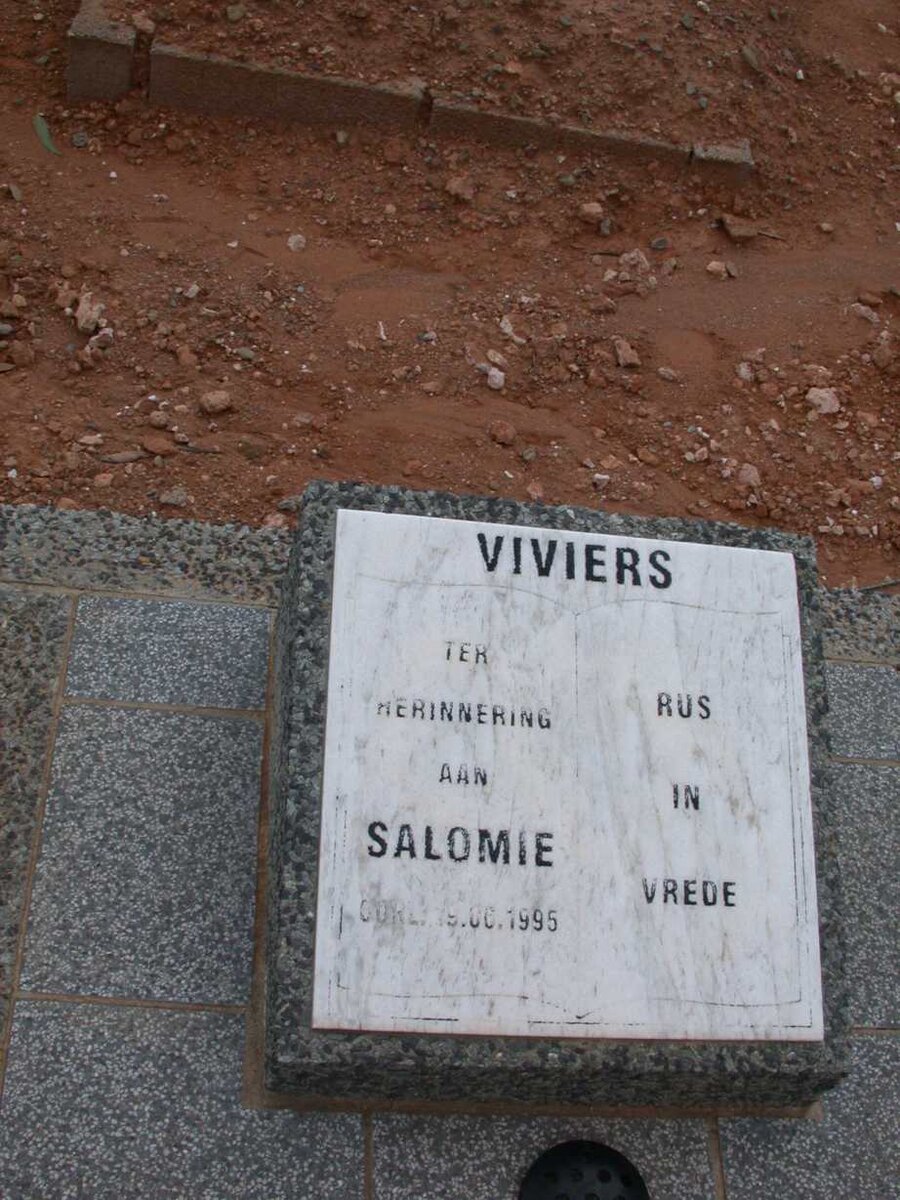 VIVIERS
TER
HERINNERING
AAN
SALOMIE
1995
RUS
IN
VREDE